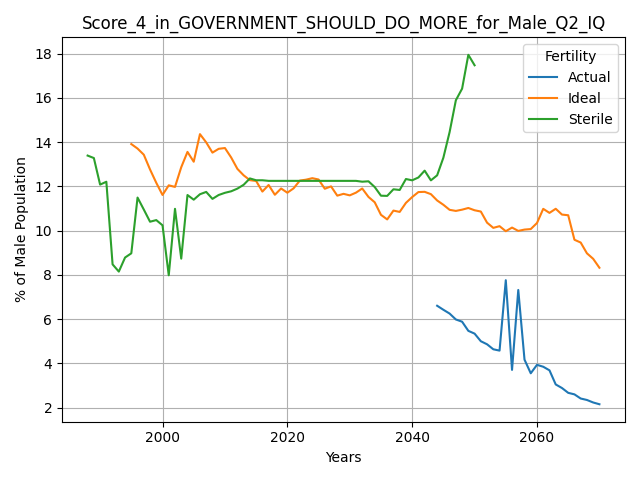 Score_4_in_GOVERNMENT_SHOULD_DO_MORE_for_Male_Q2_IQ
Fertility
Actual
Ideal
Sterile
% of Male Population
18
16
14
12
10
8
6
4
2
2000 2020 2040 2060
Years